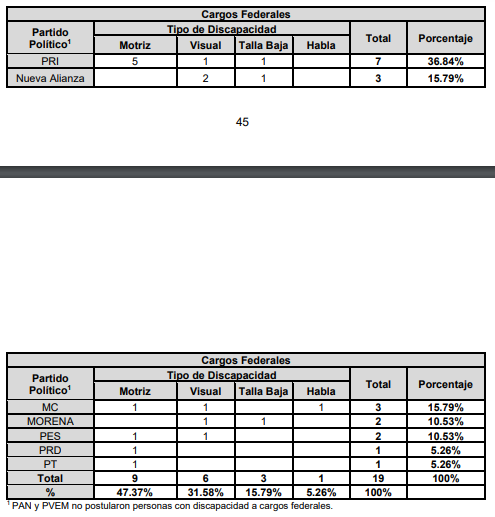 Cargos Federales
Partido Político1 Tipo de Discapacidad Total Porcentaje
Motriz Visual Talla Baja Habla
PRI 5 1 1 7 36.84%
Nueva Alianza 2 1 3 15.79%
45
Cargos Federales
Partido Político1 Tipo de Discapacidad Total Porcentaje
Motriz Visual Talla Baja Habla
MC 1 1 1 3 15.79%
MORENA 1 1 2 10.53%
PES 1 1 2 10.53%
PRD 1 1 5.26%
PT 1 1 5.26%
Total 9 6 3 1 19 100%
% 47.37% 31.58% 15.79% 5.26% 100%
1 PAN y PVEM no postularon personas con discapacidad a cargos federales.